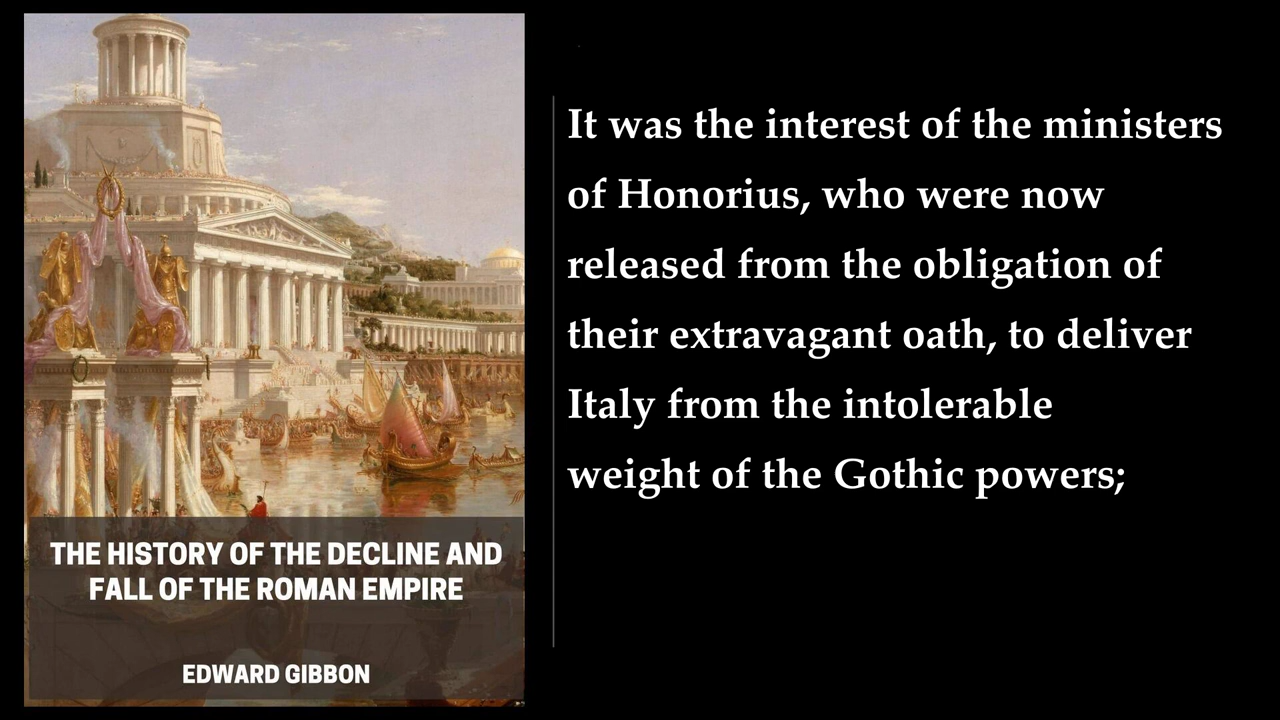 THE HISTORY OF THE DECLINE AND
FALL OF THE ROMAN EMPIRE
EDWARD GIBBON
It was the interest of the ministers
of Honorius, who were now
released from the obligation of
their extravagant oath, to deliver
Italy from the intolerable
weight of the Gothic powers;